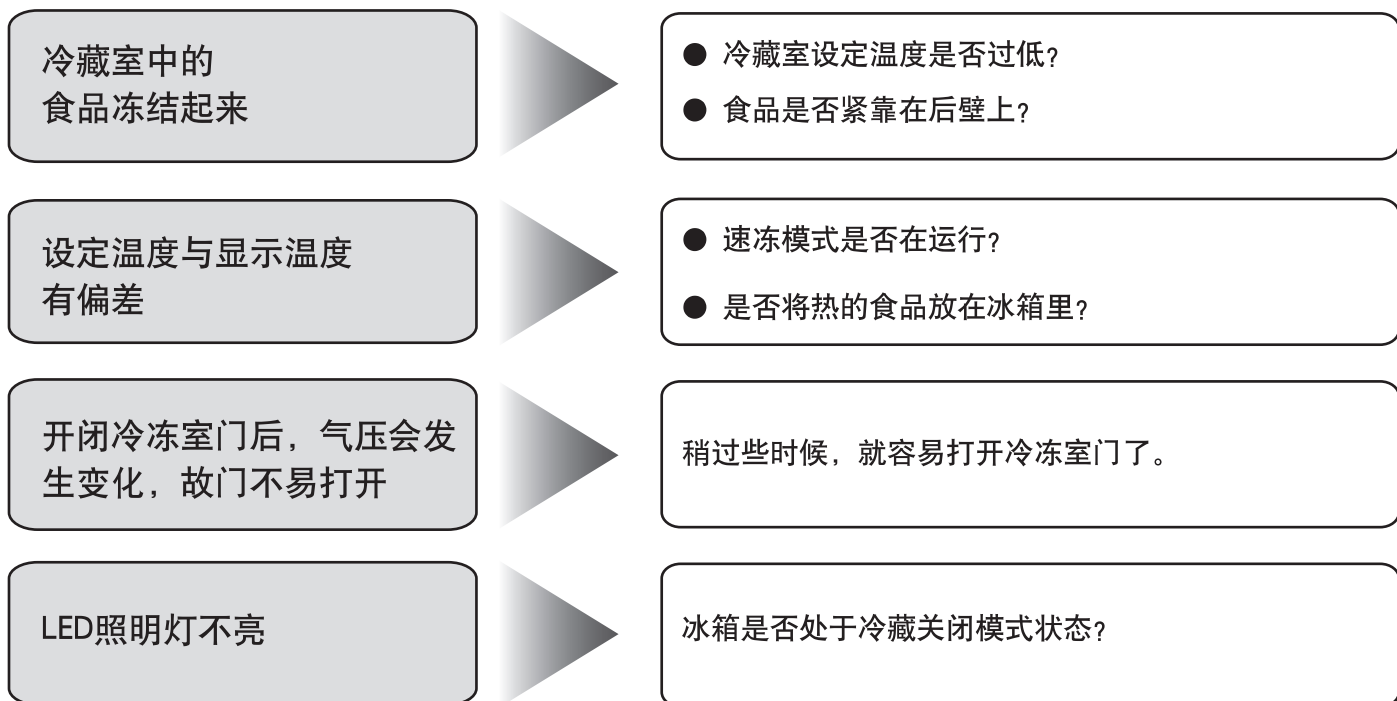 冷藏室中的
食品冻结起来
● 冷藏室设定温度是否过低?
● 食品是否紧靠在后壁上?
设定温度与显示温度
有偏差
● 速冻模式是否在运行?
● 是否将热的食品放在冰箱里?
开闭冷冻室门后，气压会发
生变化，故门不易打开
稍过些时候，就容易打开冷冻室门了。
LED照明灯不亮
冰箱是否处于冷藏关闭模式状态?